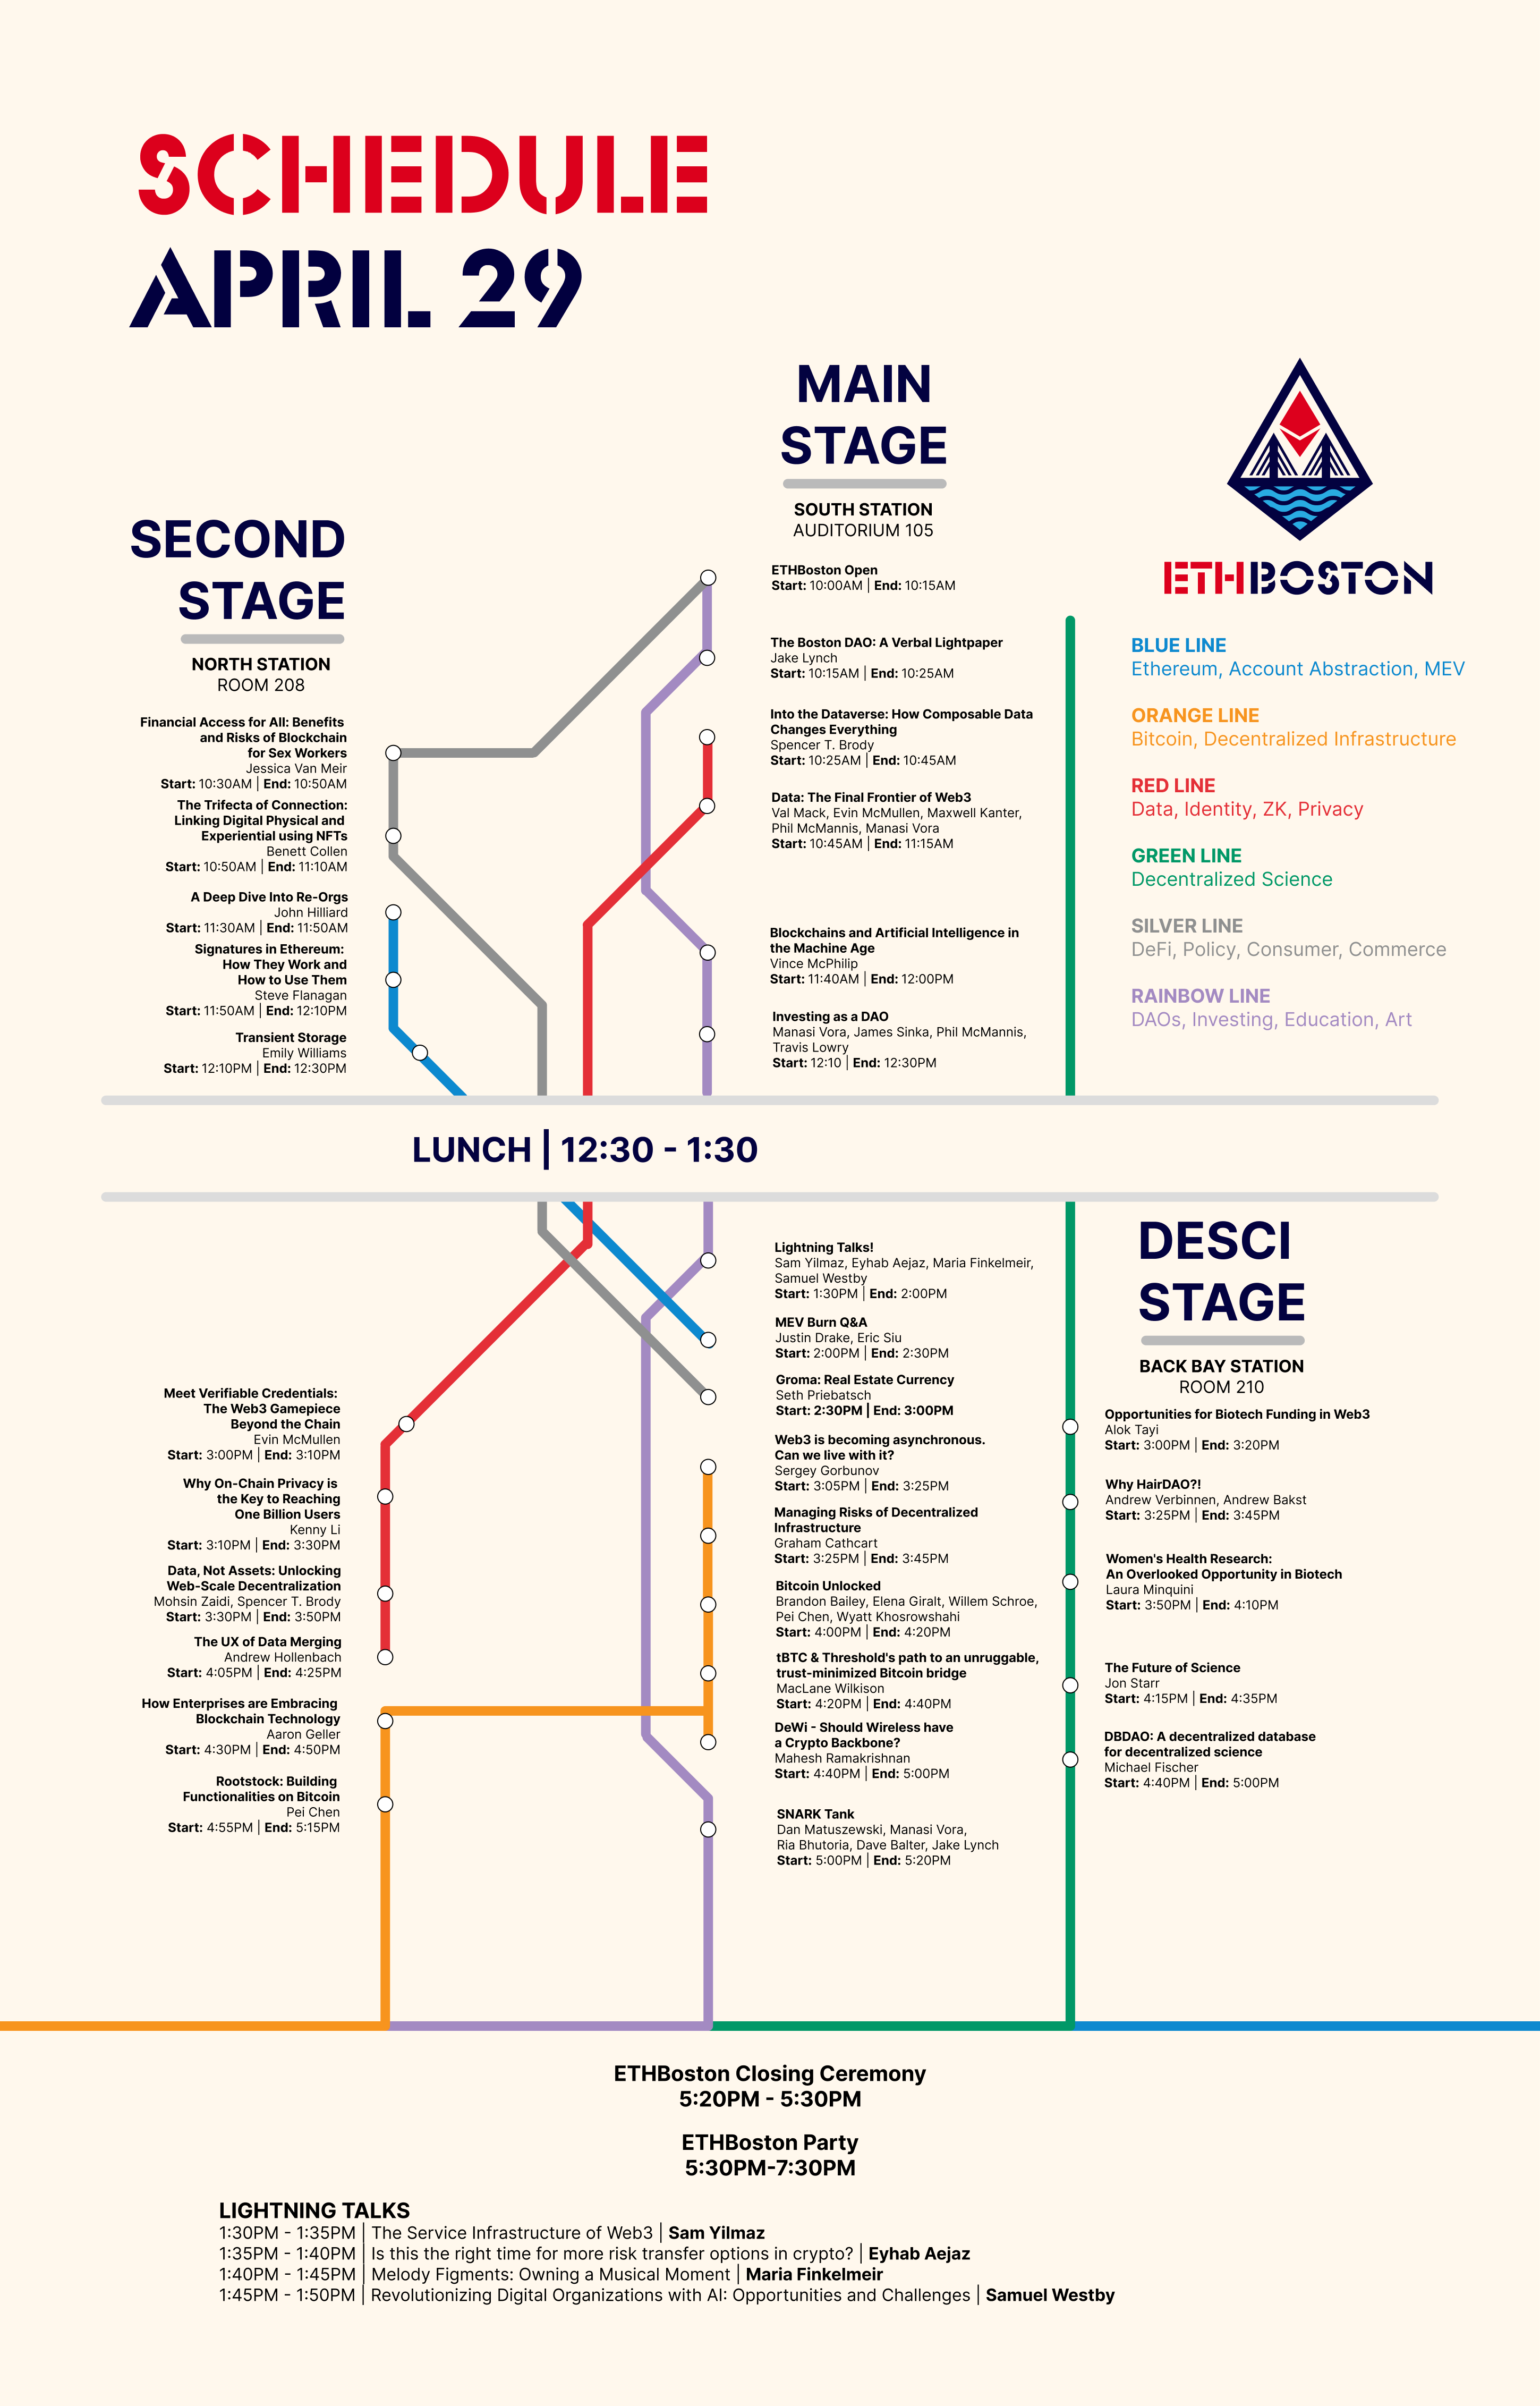 SCHEDULE
APRIL 29
MAIN
STAGE
SOUTH STATION
AUDITORIUM 105
ETHBoston Open
Start: 10:00AM | End: 10:15AM
The Boston DAO: A Verbal Lightpaper
Jake Lynch
Start: 10:15AM | End: 10:25AM
Into the Dataverse: How Composable Data
Changes Everything
Spencer T. Brody
Start: 10:25AM | End: 10:45AM
Data: The Final Frontier of Web3
Val Mack, Evin McMullen, Maxwell Kanter,
Phil McMannis, Manasi Vora
Start: 10:45AM | End: 11:15AM
Blockchains and Artificial Intelligence in
the Machine Age
Vince McPhilip
Start: 11:40AM | End: 12:00PM
Investing as a DAO
Manasi Vora, James Sinka, Phil McMannis,
Travis Lowry
Start: 12:10 | End: 12:30PM
SECOND
STAGE
NORTH STATION
ROOM 208
Financial Access for All: Benefits
and Risks of Blockchain
for Sex Workers
Jessica Van Meir
Start: 10:30AM | End: 10:50AM
The Trifecta of Connection:
Linking Digital Physical and
Experiential using NFTs
Benett Collen
Start: 10:50AM | End: 11:10AM
A Deep Dive Into Re-Orgs
John Hilliard
Start: 11:30AM | End: 11:50AM
Signatures in Ethereum:
How They Work and
How to Use Them
Steve Flanagan
Start: 11:50AM | End: 12:10PM
Transient Storage
Emily Williams
Start: 12:10PM | End: 12:30PM
ETHBOSTON
BLUE LINE
Ethereum, Account Abstraction, MEV
ORANGE LINE
Bitcoin, Decentralized Infrastructure
RED LINE
Data, Identity, ZK, Privacy
GREEN LINE
Decentralized Science
SILVER LINE
DeFi, Policy, Consumer, Commerce
RAINBOW LINE
DAOs, Investing, Education, Art
LUNCH | 12:30 - 1:30
Meet Verifiable Credentials:
The Web3 Gamepiece
Beyond the Chain
Evin McMullen
Start: 3:00PM | End: 3:10PM
Why On-Chain Privacy is
the Key to Reaching
One Billion Users
Kenny Li
Start: 3:10PM | End: 3:30PM
Data, Not Assets: Unlocking
Web-Scale Decentralization
Mohsin Zaidi, Spencer T. Brody
Start: 3:30PM | End: 3:50PM
The UX of Data Merging
Andrew Hollenbach
Start: 4:05PM | End: 4:25PM
How Enterprises are Embracing
Blockchain Technology
Aaron Geller
Start: 4:30PM | End: 4:50PM
Rootstock: Building
Functionalities on Bitcoin
Pei Chen
Start: 4:55PM | End: 5:15PM
Lightning Talks!
Sam Yilmaz, Eyhab Aejaz, Maria Finkelmeir,
Samuel Westby
Start: 1:30PM | End: 2:00PM
MEV Burn Q&A
Justin Drake, Eric Siu
Start: 2:00PM | End: 2:30PM
Groma: Real Estate Currency
Seth Priebatsch
Start: 2:30PM | End: 3:00PM
Web3 is becoming asynchronous.
Can we live with it?
Sergey Gorbunov
Start: 3:05PM | End: 3:25PM
Managing Risks of Decentralized
Infrastructure
Graham Cathcart
Start: 3:25PM | End: 3:45PM
Bitcoin Unlocked
Brandon Bailey, Elena Giralt, Willem Schroe,
Pei Chen, Wyatt Khosrowshahi
Start: 4:00PM | End: 4:20PM
tBTC & Threshold's path to an unruggable,
trust-minimized Bitcoin bridge
MacLane Wilkison
Start: 4:20PM | End: 4:40PM
DeWi - Should Wireless have
a Crypto Backbone?
Mahesh Ramakrishnan
Start: 4:40PM | End: 5:00PM
SNARK Tank
Dan Matuszewski, Manasi Vora,
Ria Bhutoria, Dave Balter, Jake Lynch
Start: 5:00PM | End: 5:20PM
DESCI
STAGE
BACK BAY STATION
ROOM 210
Opportunities for Biotech Funding in Web3
Alok Tayi
Start: 3:00PM | End: 3:20PM
Why HairDAO?!
Andrew Verbinnen, Andrew Bakst
Start: 3:25PM | End: 3:45PM
Women's Health Research:
An Overlooked Opportunity in Biotech
Laura Minquini
Start: 3:50PM | End: 4:10PM
The Future of Science
Jon Starr
Start: 4:15PM | End: 4:35PM
DBDAO: A decentralized database
for decentralized science
Michael Fischer
Start: 4:40PM | End: 5:00PM
ETHBoston Closing Ceremony
5:20PM - 5:30PM
ETHBoston Party
5:30PM-7:30PM
LIGHTNING TALKS
1:30PM - 1:35PM | The Service Infrastructure of Web3 | Sam Yilmaz
1:35PM - 1:40PM | Is this the right time for more risk transfer options in crypto? | Eyhab Aejaz
1:40PM - 1:45PM | Melody Figments: Owning a Musical Moment | Maria Finkelmeir
1:45PM - 1:50PM | Revolutionizing Digital Organizations with AI: Opportunities and Challenges | Samuel Westby